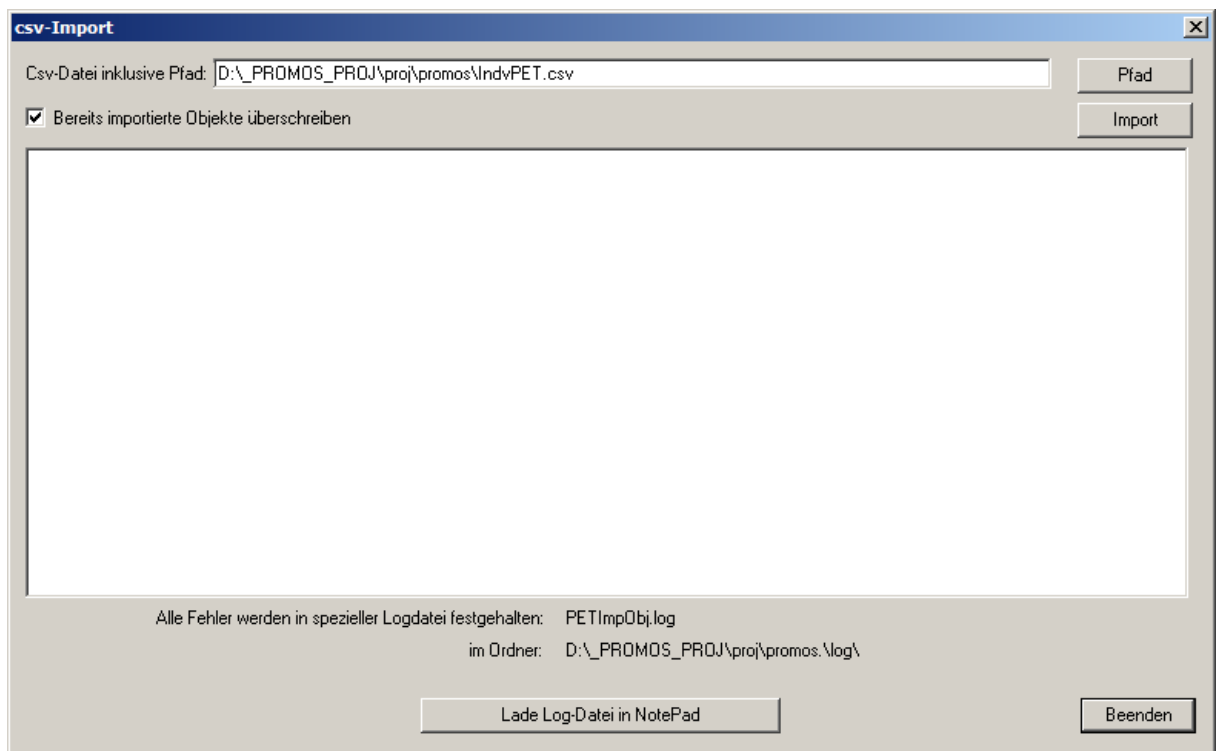 csv-Import
Csv-Datei inklusive Pfad: D:\_PROMOS_PROJ\proj\promos\IndvPET.csv Pfad
Bereits importierte Objekte überschreiben Import
Alle Fehler werden in spezieller Logdatei festgehalten: PETImpObj.log
im Ordner: D:\_PROMOS_PROJ\proj\promos.\log\
Lade Log-Datei in NotePad Beenden